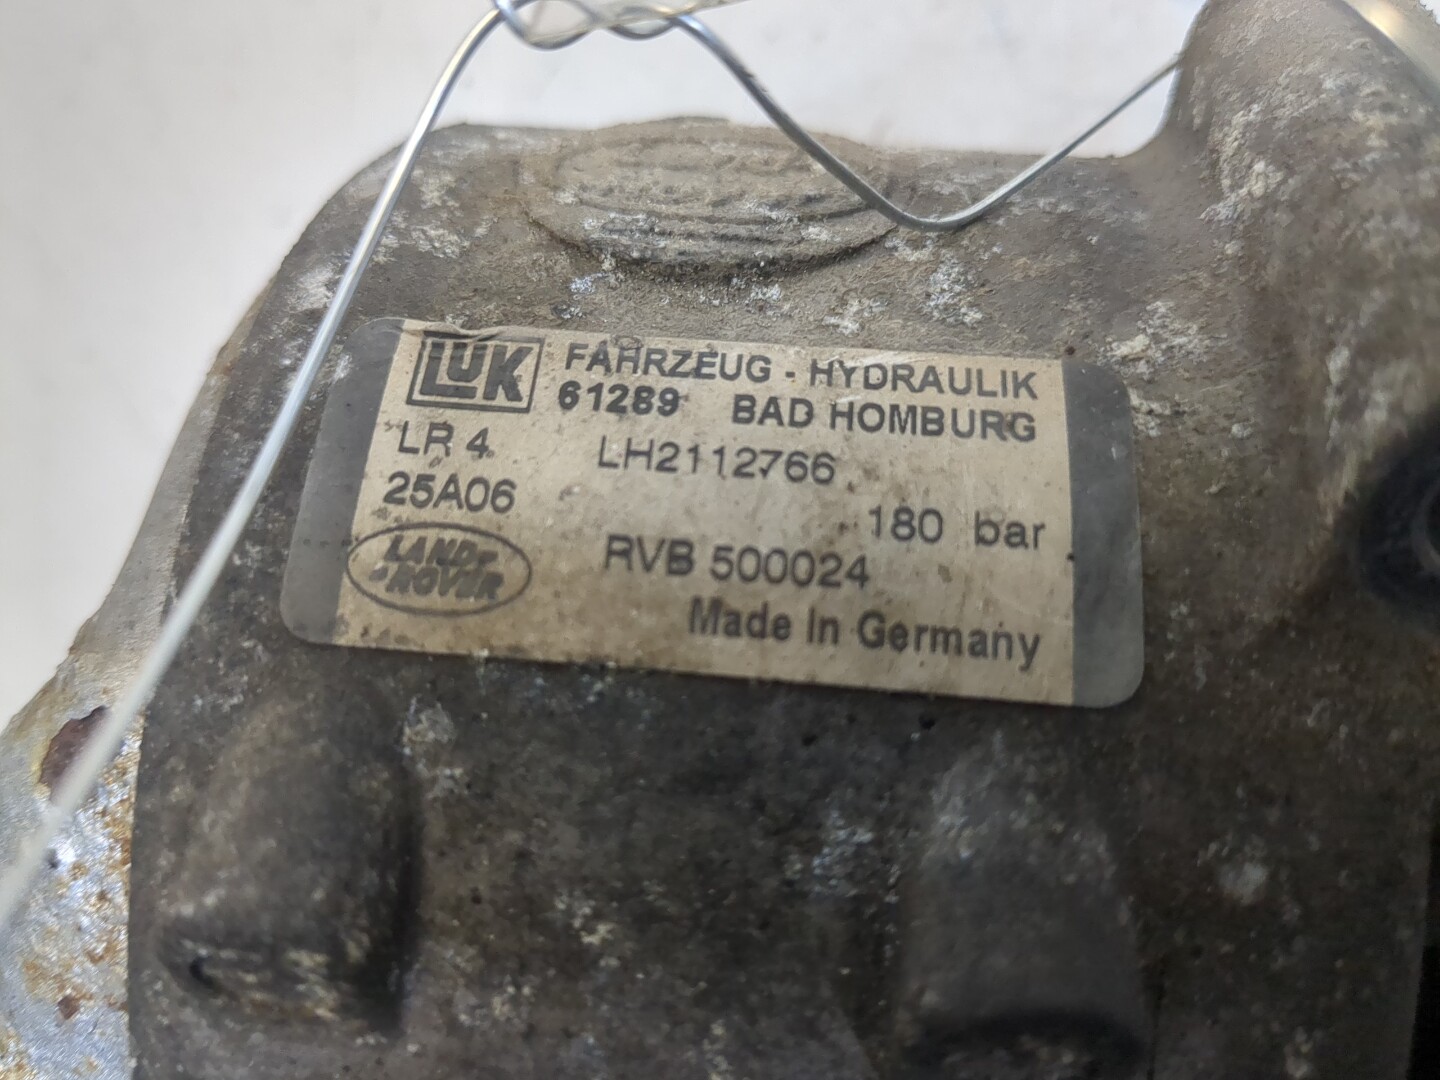 LUK FAHRZEUG - HYDRAULIK
61289 BAD HOMBURG
LR 4 LH2112766
25A06 180 bar
LAND ROVER RVB 500024
Made In Germany